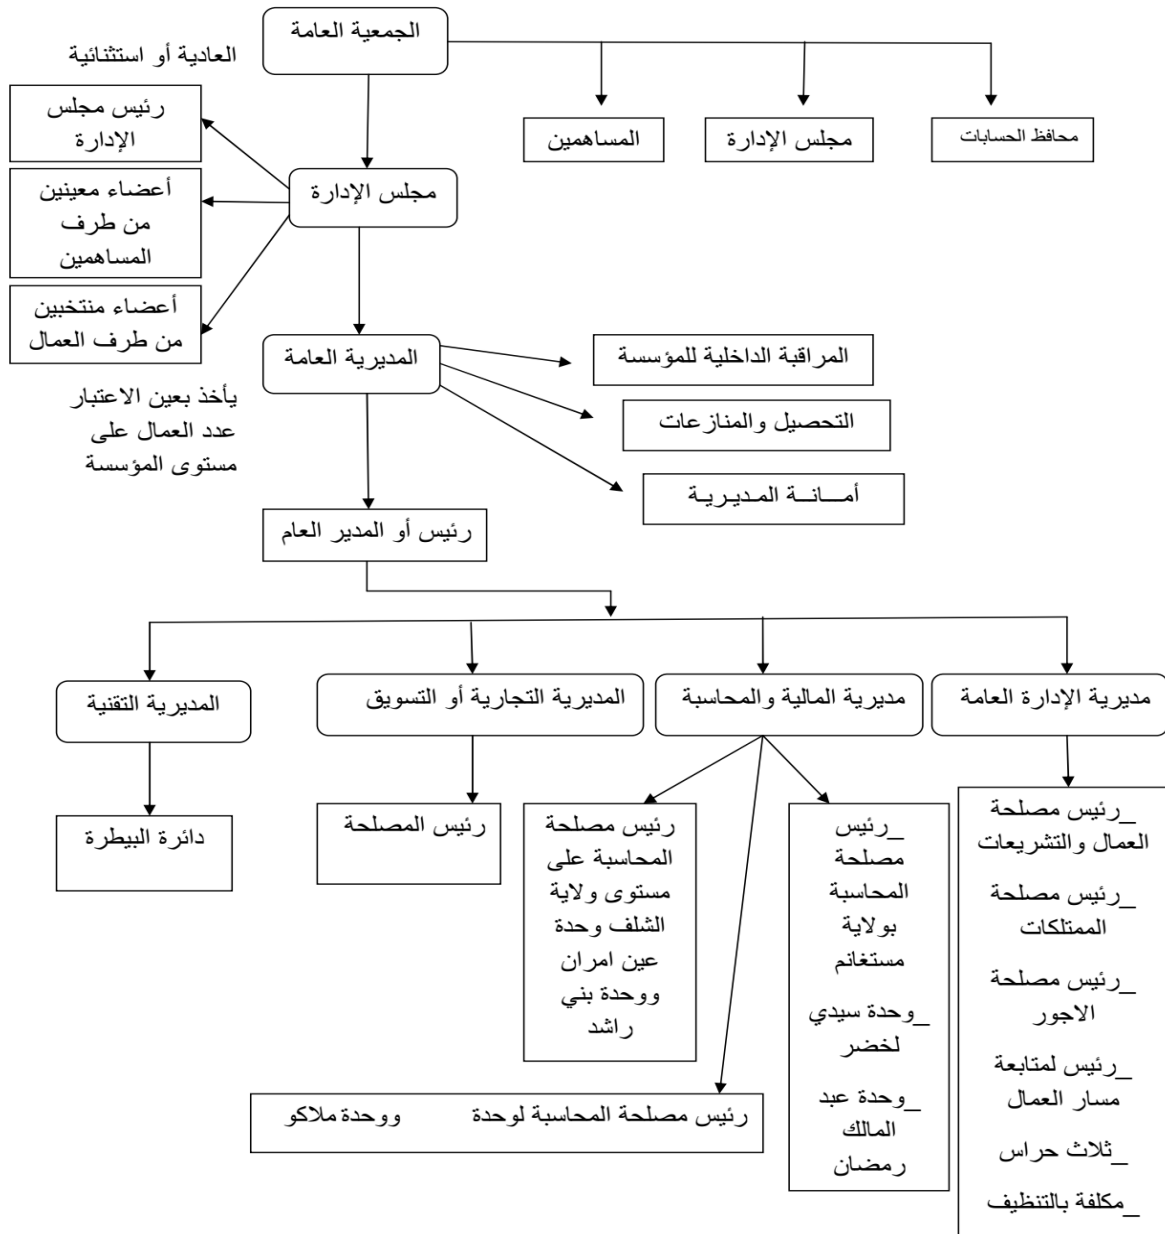 الجمعية العامة
العادية أو استثنائية
محافظ الحسابات
مجلس الإدارة
المساهمين
رئيس مجلس
الإدارة
مجلس الإدارة
أعضاء معينين
من طرف
المساهمين
أعضاء منتخبين
من طرف العمال
المديرية العامة
المراقبة الداخلية للمؤسسة
التحصيل والمنازعات
أمـــانــة المـديـريـة
يأخذ بعين الاعتبار
عدد العمال على
مستوى المؤسسة
رئيس أو المدير العام
مديرية الإدارة العامة
مديرية المالية والمحاسبة
المديرية التجارية أو التسويق
المديرية التقنية
_رئيس مصلحة
العمال والتشريعات
_رئيس مصلحة
الممتلكات
_رئيس مصلحة
الاجور
_رئيس لمتابعة
مسار العمال
_ثلاث حراس
_مكلفة بالتنظيف
_رئيس
مصلحة
المحاسبة
بولاية
مستغانم
_وحدة سيدي
لخضر
_وحدة عبد
المالك
رمضان
رئيس مصلحة
المحاسبة على
مستوى ولاية
الشلف وحدة
عين امران
ووحدة بني
راشد
رئيس مصلحة المحاسبة لوحدة ووحدة ملاكو
رئيس المصلحة
دائرة البيطرة